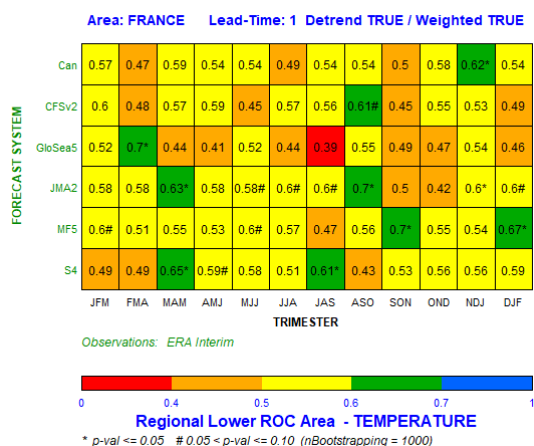 Area: FRANCE Lead-Time: 1 Detrend TRUE / Weighted TRUE
FORECAST SYSTEM
Can 0.57 0.47 0.59 0.54 0.54 0.49 0.54 0.54 0.5 0.58 0.62* 0.54
CFSv2 0.6 0.48 0.57 0.59 0.45 0.57 0.56 0.61# 0.45 0.55 0.53 0.49
GloSea5 0.52 0.7* 0.44 0.41 0.52 0.44 0.39 0.55 0.49 0.47 0.54 0.46
JMA2 0.58 0.58 0.63* 0.58 0.58# 0.6# 0.6# 0.7* 0.5 0.42 0.6* 0.6#
MF5 0.6# 0.51 0.55 0.53 0.6# 0.57 0.47 0.56 0.7* 0.55 0.54 0.67*
S4 0.49 0.49 0.65* 0.59# 0.58 0.51 0.61* 0.43 0.53 0.56 0.56 0.59
JFM FMA MAM AMJ MJJ JJA JAS ASO SON OND NDJ DJF
TRIMESTER
Observations: ERA Interim
0 0.4 0.5 0.6 0.7 1
Regional Lower ROC Area - TEMPERATURE
* p-val <= 0.05 # 0.05 < p-val <= 0.10 (nBootstrapping = 1000)